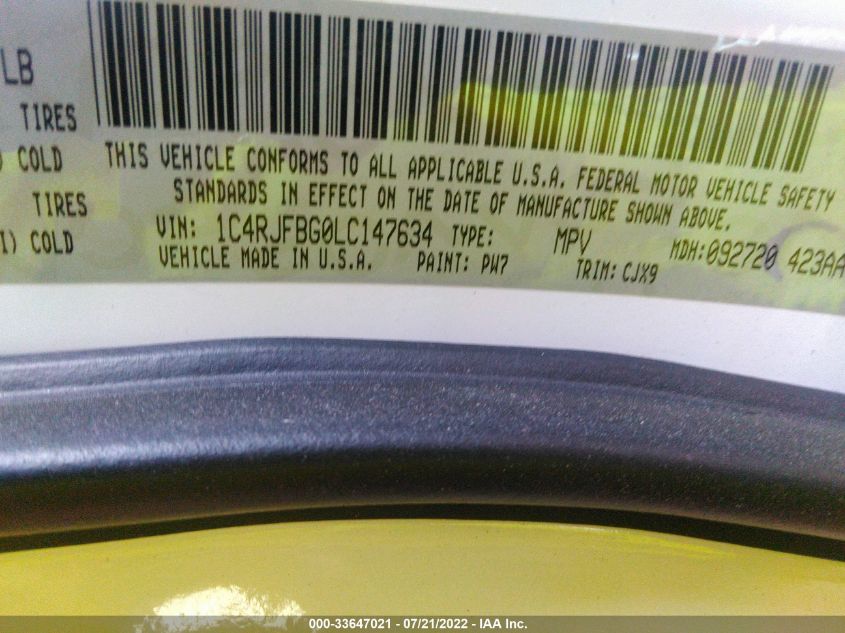 LB
TIRES
) COLD
TIRES
I) COLD
THIS VEHICLE CONFORMS TO ALL APPLICABLE U.S.A. FEDERAL MOTOR VEHICLE SAFETY
STANDARDS IN EFFECT ON THE DATE OF MANUFACTURE SHOWN ABOVE.
VIN: 1C4RJFBG0LC147634 TYPE: MPV MDH:092720 423AA
VEHICLE MADE IN U.S.A. PAINT: PW7 TRIM: CJX9
000-33647021 - 07/21/2022 - IAA Inc.